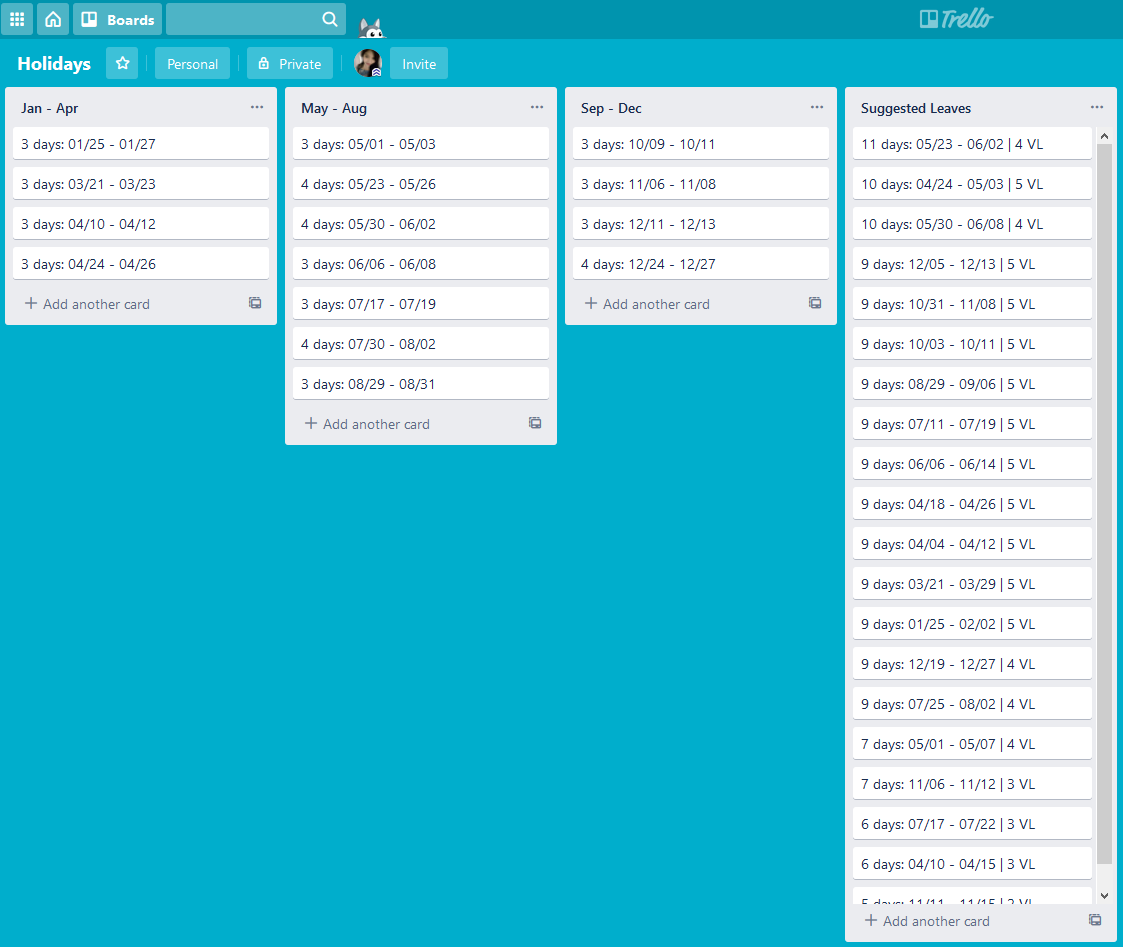 Boards
Trello
Holidays
Personal
Private
Invite
Jan - Apr
3 days: 01/25 - 01/27
3 days: 03/21 - 03/23
3 days: 04/10 - 04/12
3 days: 04/24 - 04/26
Add another card
May - Aug
3 days: 05/01 - 05/03
4 days: 05/23 - 05/26
4 days: 05/30 - 06/02
3 days: 06/06 - 06/08
3 days: 07/17 - 07/19
4 days: 07/30 - 08/02
3 days: 08/29 - 08/31
Add another card
Sep - Dec
3 days: 10/09 - 10/11
3 days: 11/06 - 11/08
3 days: 12/11 - 12/13
4 days: 12/24 - 12/27
Add another card
Suggested Leaves
11 days: 05/23 - 06/02 | 4 VL
10 days: 04/24 - 05/03 | 5 VL
10 days: 05/30 - 06/08 | 4 VL
9 days: 12/05 - 12/13 | 5 VL
9 days: 10/31 - 11/08 | 5 VL
9 days: 10/03 - 10/11 | 5 VL
9 days: 08/29 - 09/06 | 5 VL
9 days: 07/11 - 07/19 | 5 VL
9 days: 06/06 - 06/14 | 5 VL
9 days: 04/18 - 04/26 | 5 VL
9 days: 04/04 - 04/12 | 5 VL
9 days: 03/21 - 03/29 | 5 VL
9 days: 01/25 - 02/02 | 5 VL
9 days: 12/19 - 12/27 | 4 VL
9 days: 07/25 - 08/02 | 4 VL
7 days: 05/01 - 05/07 | 4 VL
7 days: 11/06 - 11/12 | 3 VL
6 days: 07/17 - 07/22 | 3 VL
6 days: 04/10 - 04/15 | 3 VL
Add another card